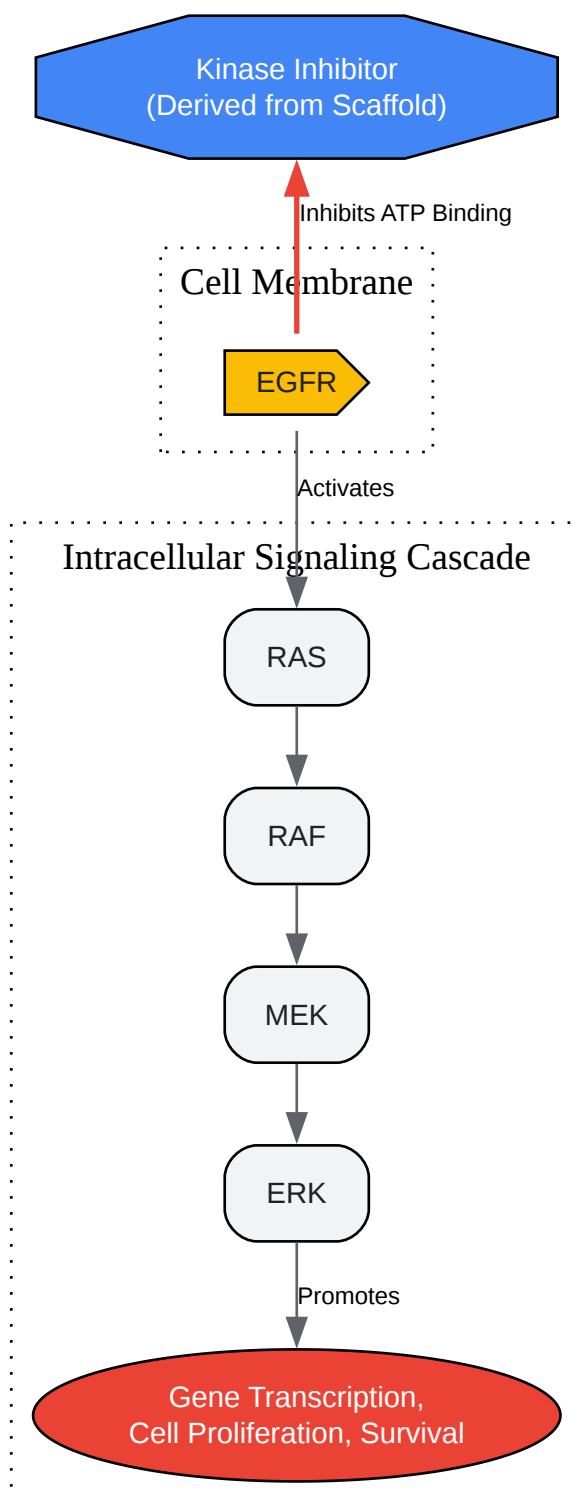 Kinase Inhibitor
(Derived from Scaffold)
Inhibits ATP Binding
Cell Membrane
EGFR
Activates
Intracellular Signaling Cascade
RAS
RAF
MEK
ERK
Promotes
Gene Transcription,
Cell Proliferation, Survival